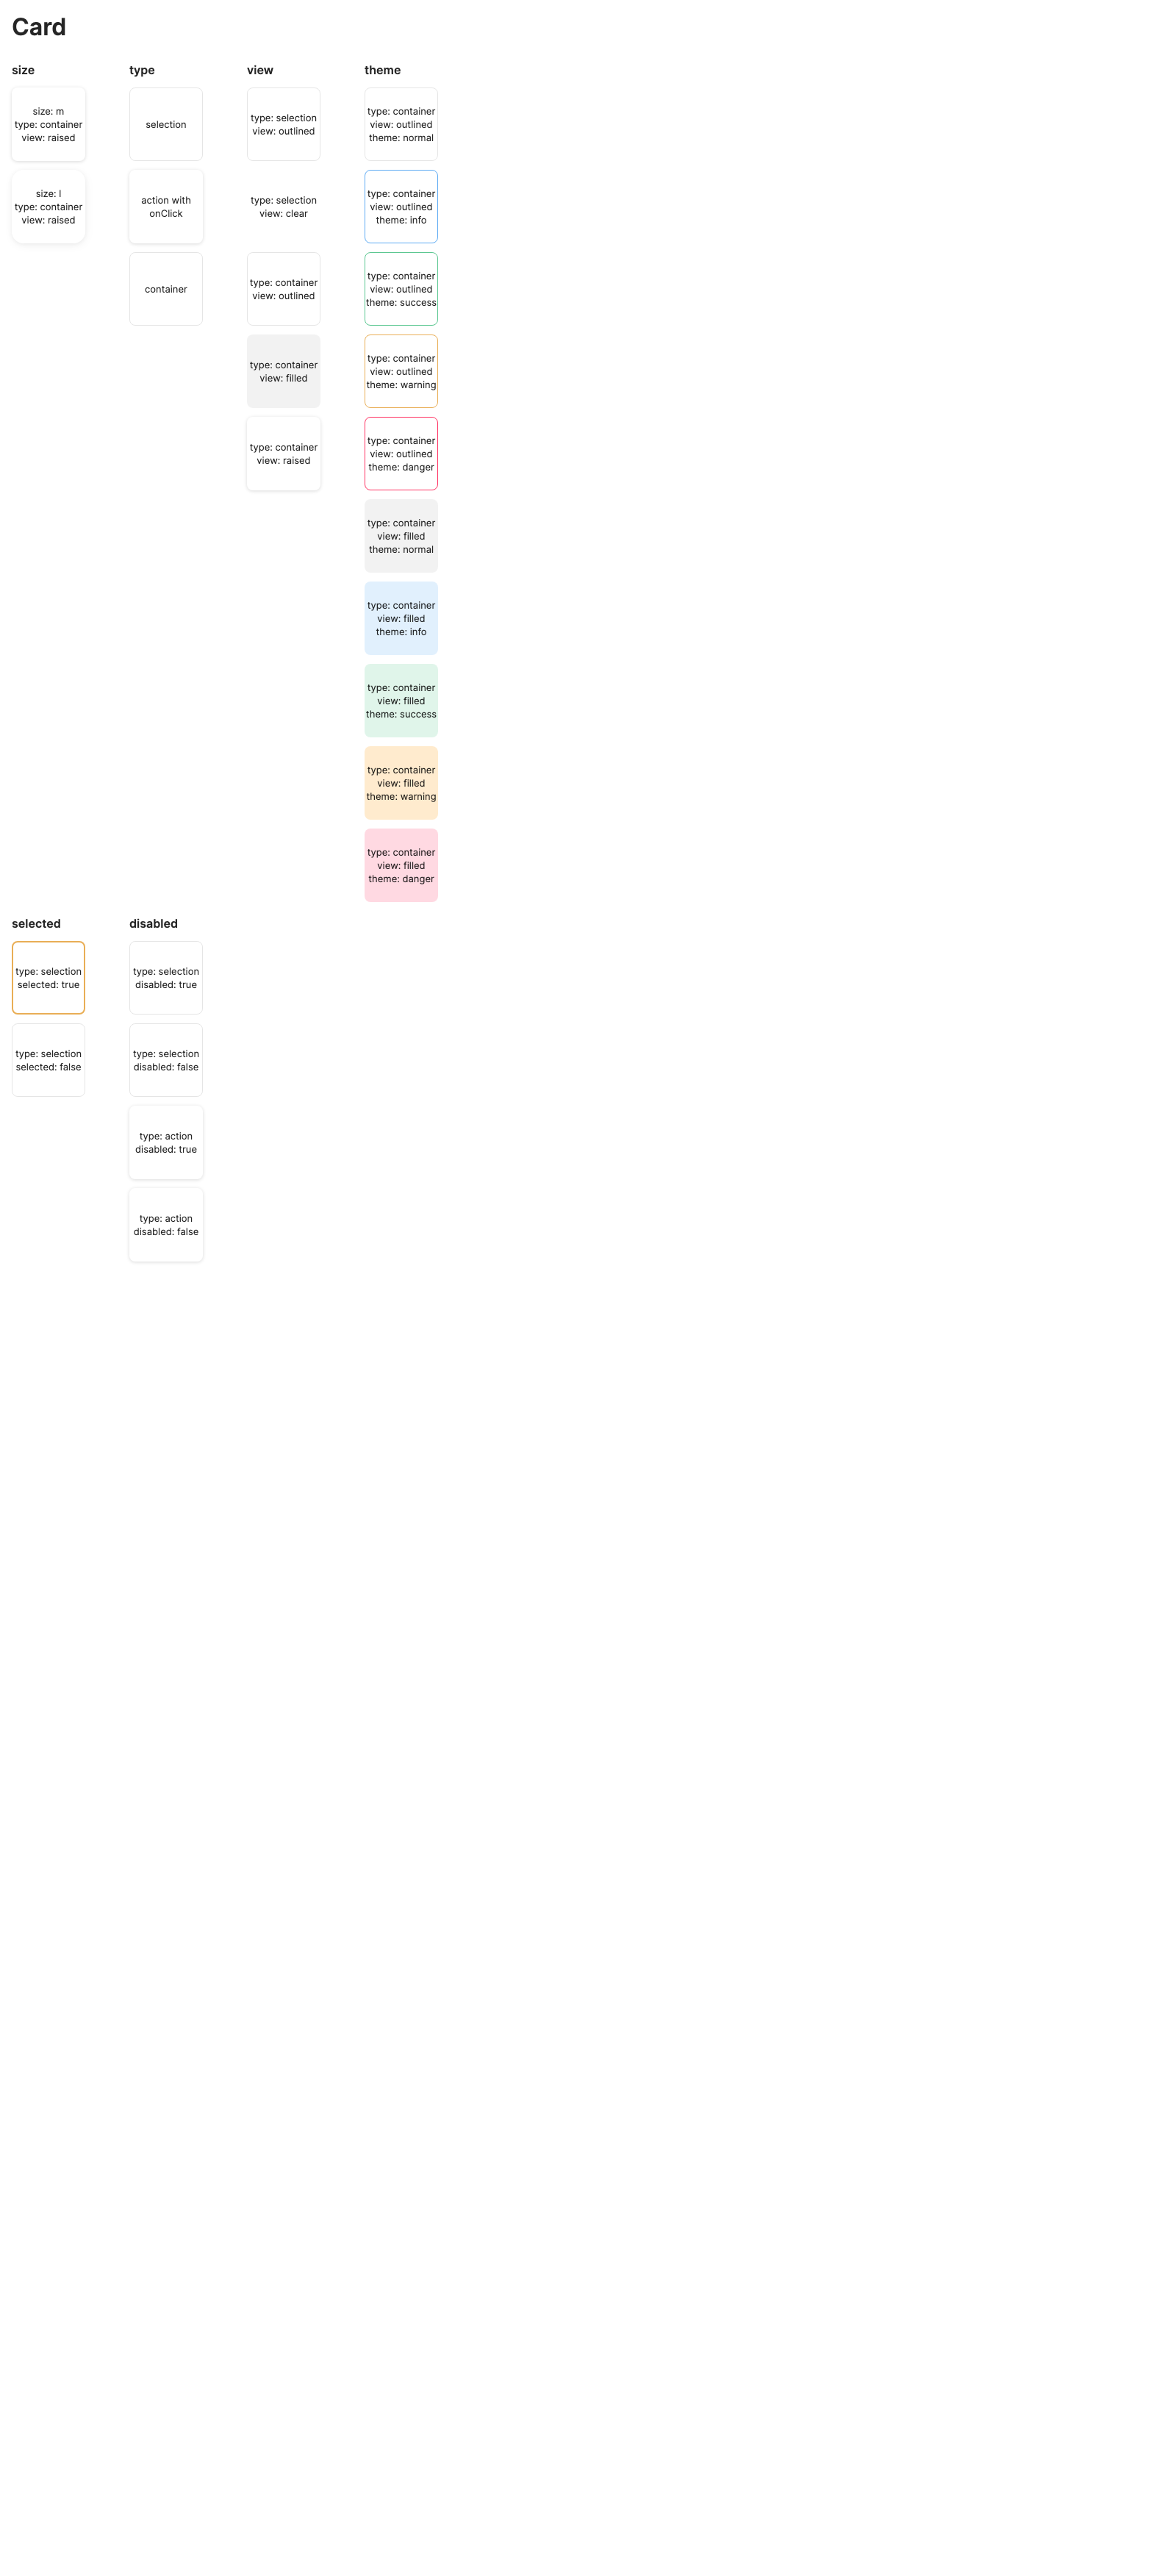 Card
size
size: m
type: container
view: raised
size: l
type: container
view: raised
type
selection
action with
onClick
container
view
type: selection
view: outlined
type: selection
view: clear
type: container
view: outlined
type: container
view: filled
type: container
view: raised
theme
type: container
view: outlined
theme: normal
type: container
view: outlined
theme: info
type: container
view: outlined
theme: success
type: container
view: outlined
theme: warning
type: container
view: outlined
theme: danger
type: container
view: filled
theme: normal
type: container
view: filled
theme: info
type: container
view: filled
theme: success
type: container
view: filled
theme: warning
type: container
view: filled
theme: danger
selected
type: selection
selected: true
type: selection
selected: false
disabled
type: selection
disabled: true
type: selection
disabled: false
type: action
disabled: true
type: action
disabled: false